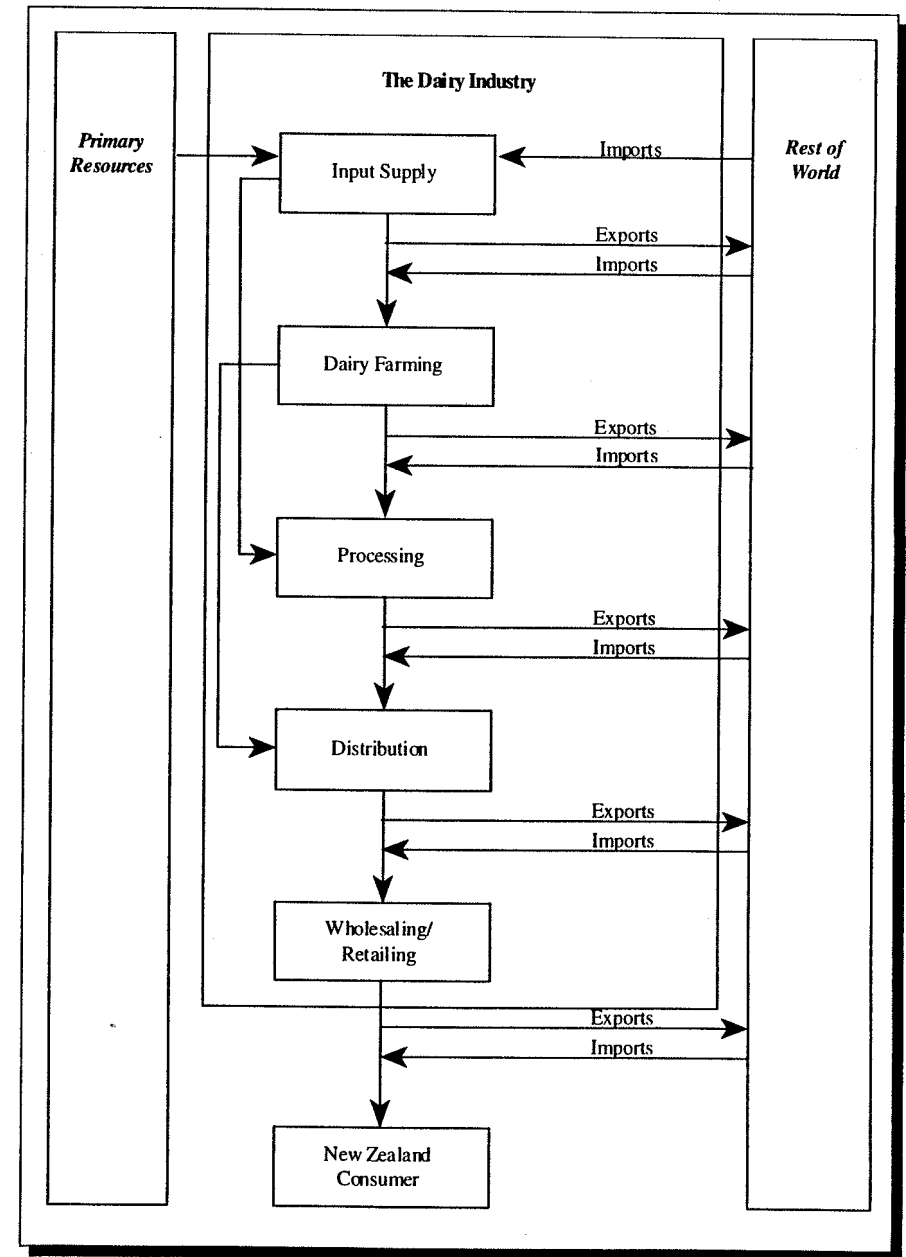 The Dairy Industry
Primary
Resources
Input Supply
Imports
Rest of
World
Exports
Imports
Dairy Farming
Exports
Imports
Processing
Exports
Imports
Distribution
Exports
Imports
Wholesaling/
Retailing
Exports
Imports
New Zealand
Consumer